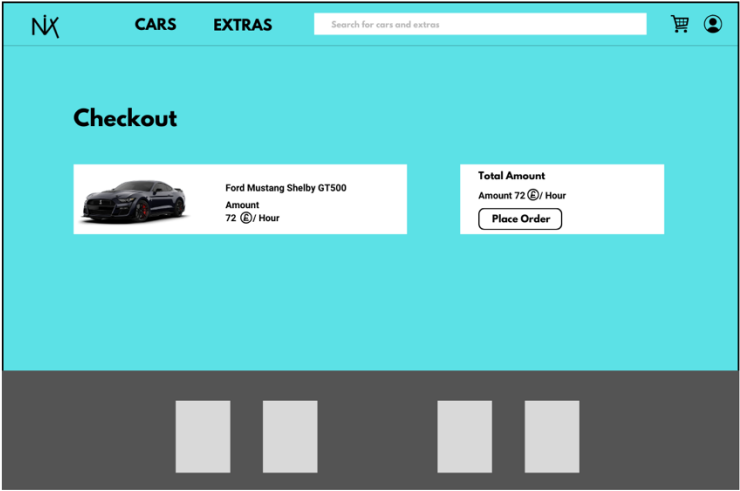 NIX
CARS
EXTRAS
Search for cars and extras
Checkout
Ford Mustang Shelby GT500
Amount
72 £/ Hour
Total Amount
Amount 72 £/ Hour
Place Order